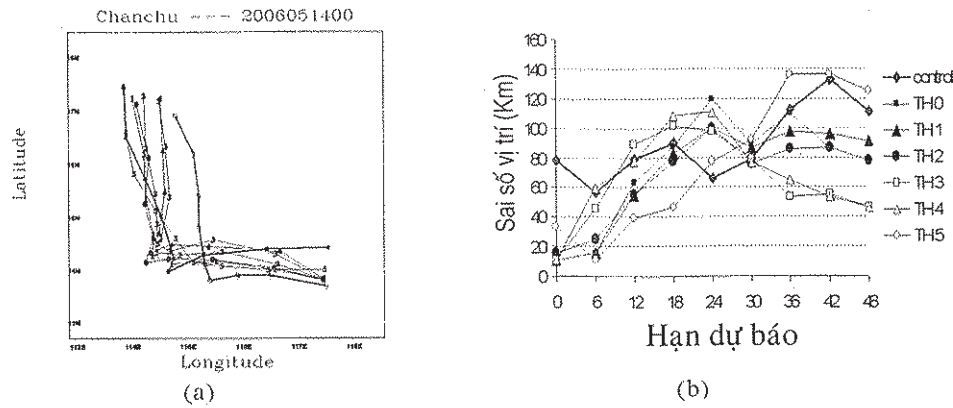 Chanchu --- 2006051400
Latitude
Longitude
(a)
Sai số vị trí (Km)
160
140
120
100
80
60
40
20
0
0 6 12 18 24 30 36 42 48
Hạn dự báo
control
TH0
TH1
TH2
TH3
TH4
TH5
(b)